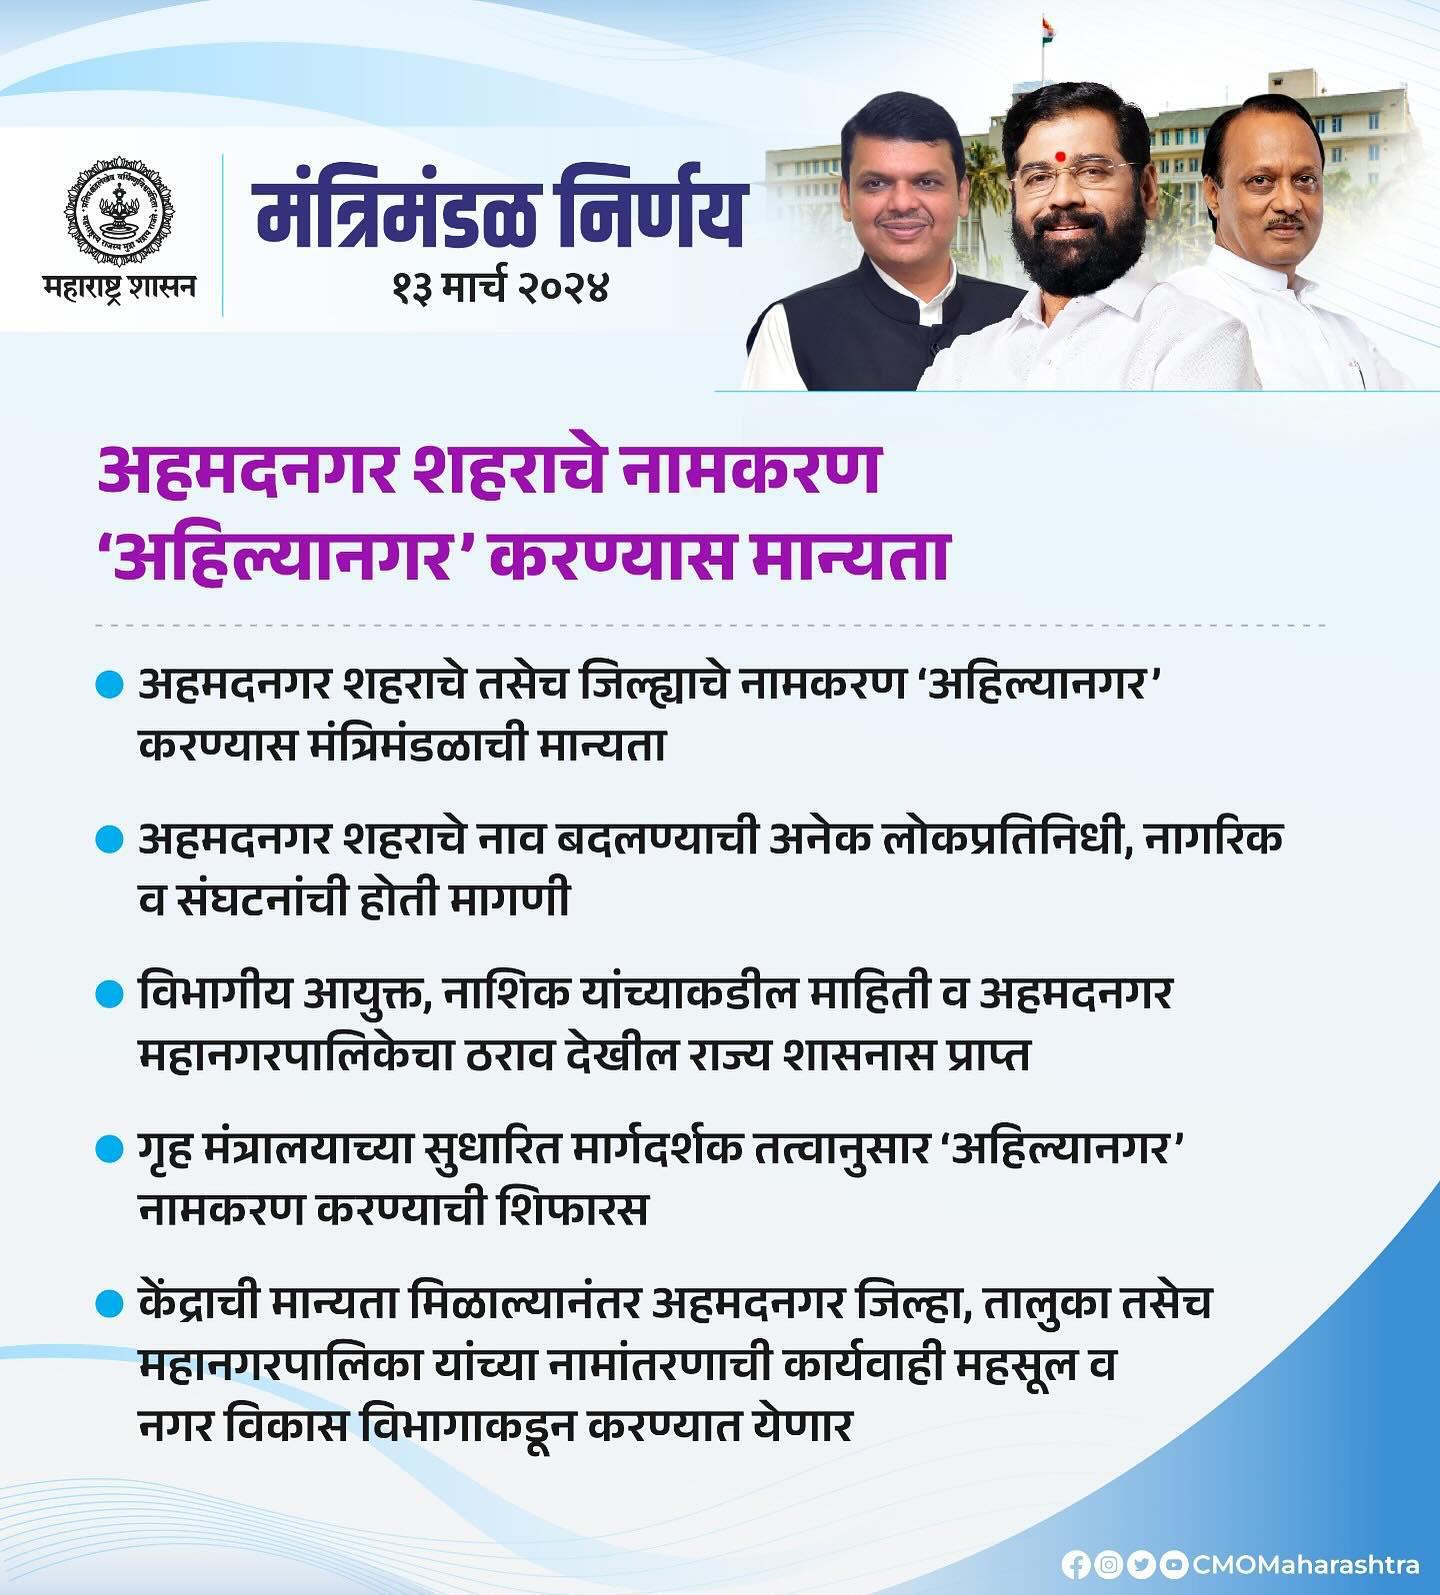 महाराष्ट्र शासन
मंत्रिमंडळ निर्णय
१३ मार्च २०२४
अहमदनगर शहराचे नामकरण
‘अहिल्यानगर’ करण्यास मान्यता
अहमदनगर शहराचे तसेच जिल्ह्याचे नामकरण ‘अहिल्यानगर’
करण्यास मंत्रिमंडळाची मान्यता
अहमदनगर शहराचे नाव बदलण्याची अनेक लोकप्रतिनिधी, नागरिक
व संघटनांची होती मागणी
विभागीय आयुक्त, नाशिक यांच्याकडील माहिती व अहमदनगर
महानगरपालिकेचा ठराव देखील राज्य शासनास प्राप्त
गृह मंत्रालयाच्या सुधारित मार्गदर्शक तत्वानुसार ‘अहिल्यानगर’
नामकरण करण्याची शिफारस
केंद्राची मान्यता मिळाल्यानंतर अहमदनगर जिल्हा, तालुका तसेच
महानगरपालिका यांच्या नामांतरणाची कार्यवाही महसूल व
नगर विकास विभागाकडून करण्यात येणार
CMOMaharashtra